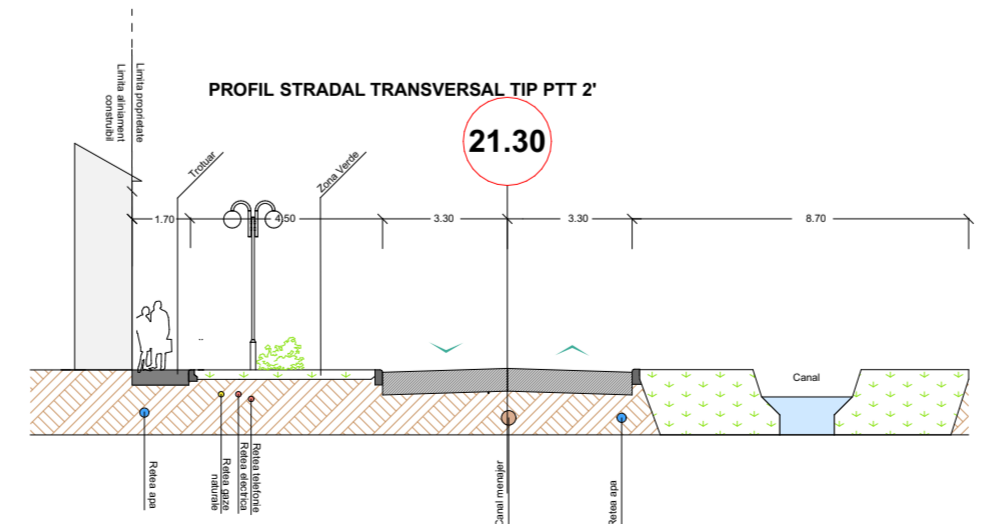 PROFIL STRADAL TRANSVERSAL TIP PTT 2'
21.30
Limita aliniament
construibil
Limita proprietate
Trotuar
Zona Verde
1.70
4.50
3.30
3.30
8.70
Canal
Retea apa
Retea gaze
naturale
Retea electrica
Retea telefonie
Canal menajer
Retea apa